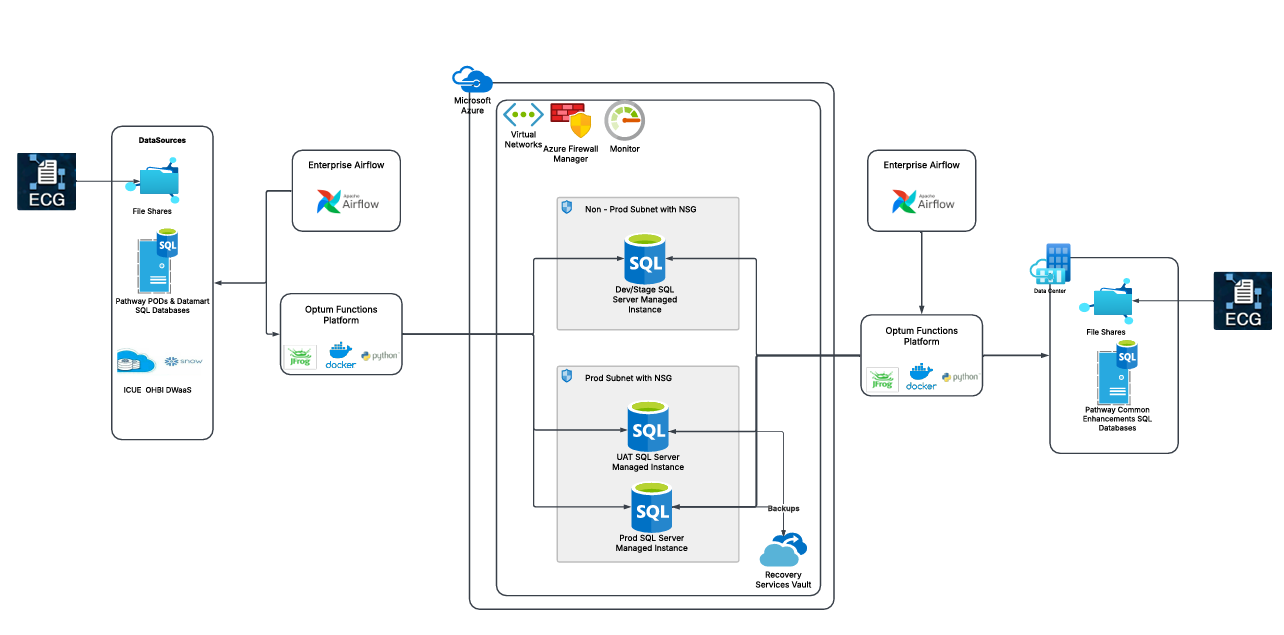 Microsoft
Azure
Virtual
Networks
Azure Firewall
Manager
Monitor
DataSources
ECG
File Shares
SQL
Pathway PODs & Datamart
SQL Databases
snow
ICUE OHBI DWaaS
Enterprise Airflow
Apache
Airflow
Optum Functions
Platform
JFrog
docker
python
Non - Prod Subnet with NSG
SQL
Dev/Stage SQL
Server Managed
Instance
Prod Subnet with NSG
SQL
UAT SQL Server
Managed Instance
SQL
Prod SQL Server
Managed Instance
Backups
Recovery
Services Vault
Enterprise Airflow
Apache
Airflow
Optum Functions
Platform
JFrog
docker
python
Data Center
File Shares
SQL
Pathway Common
Enhancements SQL
Databases
ECG